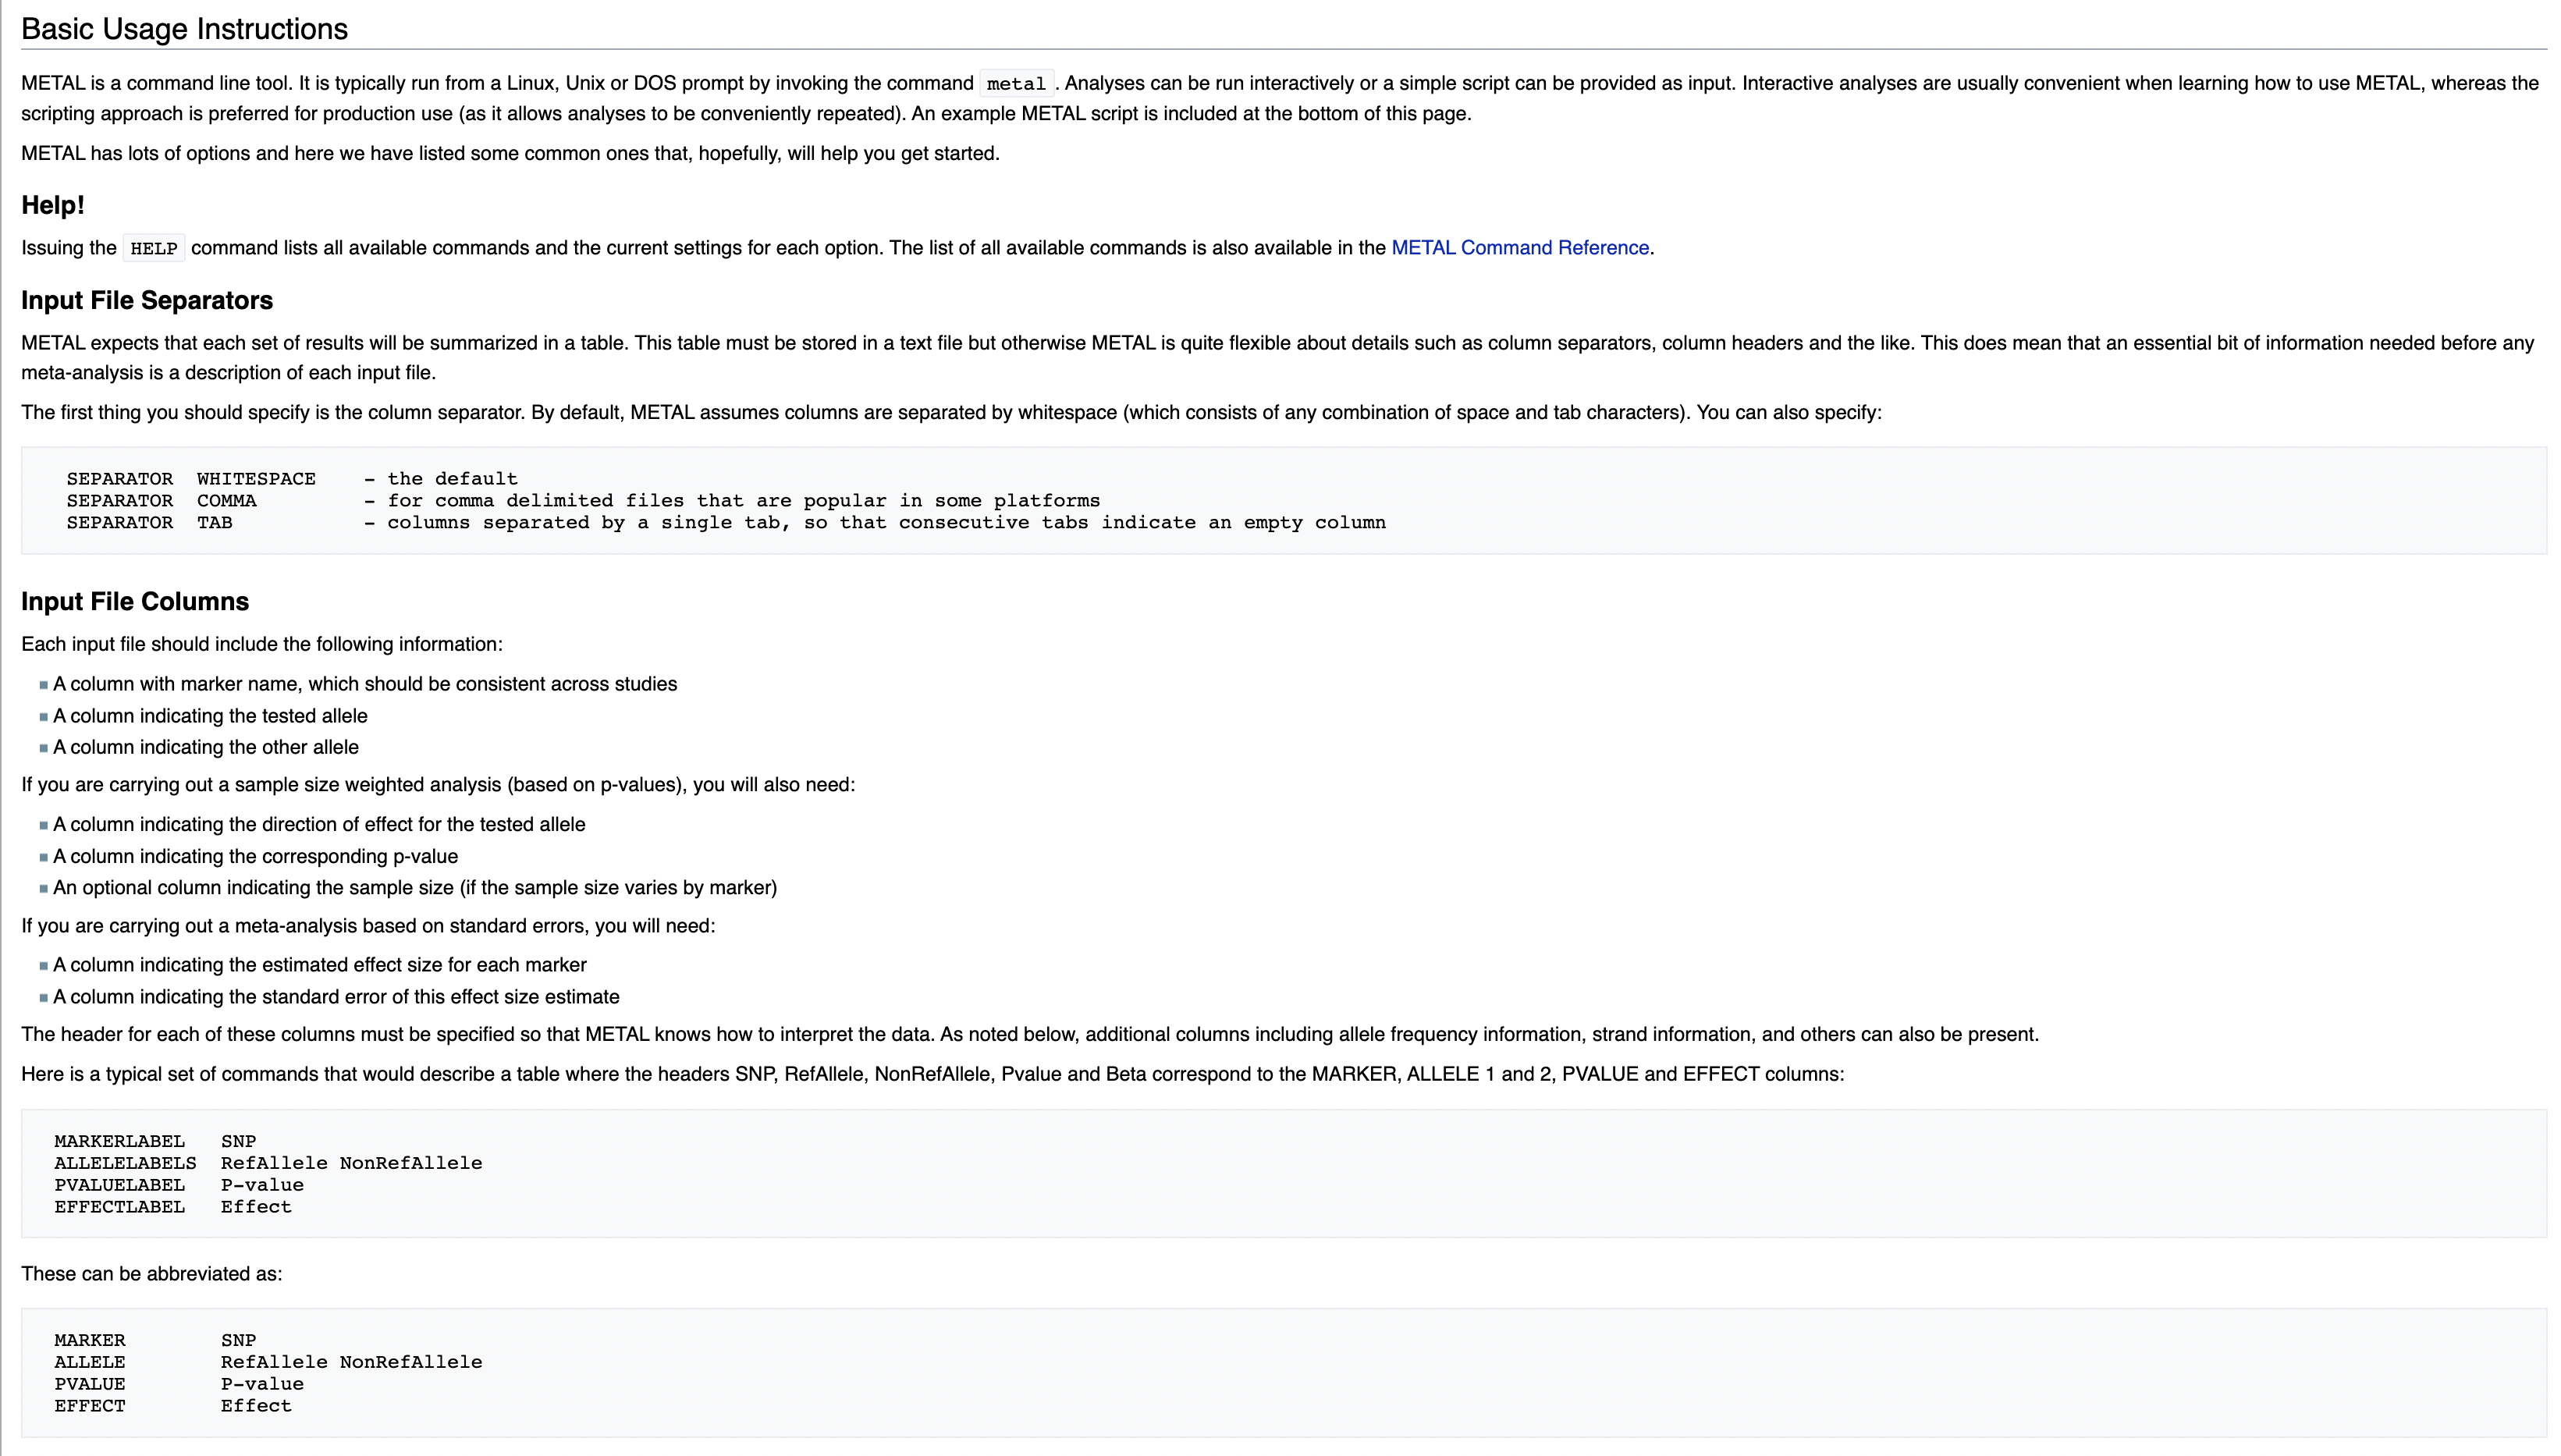 Basic Usage Instructions
METAL is a command line tool. It is typically run from a Linux, Unix or DOS prompt by invoking the command metal . Analyses can be run interactively or a simple script can be provided as input. Interactive analyses are usually convenient when learning how to use METAL, whereas the
scripting approach is preferred for production use (as it allows analyses to be conveniently repeated). An example METAL script is included at the bottom of this page.
METAL has lots of options and here we have listed some common ones that, hopefully, will help you get started.
Help!
Issuing the HELP command lists all available commands and the current settings for each option. The list of all available commands is also available in the METAL Command Reference.
Input File Separators
METAL expects that each set of results will be summarized in a table. This table must be stored in a text file but otherwise METAL is quite flexible about details such as column separators, column headers and the like. This does mean that an essential bit of information needed before any
meta-analysis is a description of each input file.
The first thing you should specify is the column separator. By default, METAL assumes columns are separated by whitespace (which consists of any combination of space and tab characters). You can also specify:
SEPARATOR  WHITESPACE    - the default
SEPARATOR  COMMA         - for comma delimited files that are popular in some platforms
SEPARATOR  TAB           - columns separated by a single tab, so that consecutive tabs indicate an empty column
Input File Columns
Each input file should include the following information:
A column with marker name, which should be consistent across studies
A column indicating the tested allele
A column indicating the other allele
If you are carrying out a sample size weighted analysis (based on p-values), you will also need:
A column indicating the direction of effect for the tested allele
A column indicating the corresponding p-value
An optional column indicating the sample size (if the sample size varies by marker)
If you are carrying out a meta-analysis based on standard errors, you will need:
A column indicating the estimated effect size for each marker
A column indicating the standard error of this effect size estimate
The header for each of these columns must be specified so that METAL knows how to interpret the data. As noted below, additional columns including allele frequency information, strand information, and others can also be present.
Here is a typical set of commands that would describe a table where the headers SNP, RefAllele, NonRefAllele, Pvalue and Beta correspond to the MARKER, ALLELE 1 and 2, PVALUE and EFFECT columns:
MARKERLABEL   SNP
ALLELELABELS  RefAllele NonRefAllele
PVALUELABEL   P-value
EFFECTLABEL   Effect
These can be abbreviated as:
MARKER        SNP
ALLELE        RefAllele NonRefAllele
PVALUE        P-value
EFFECT        Effect